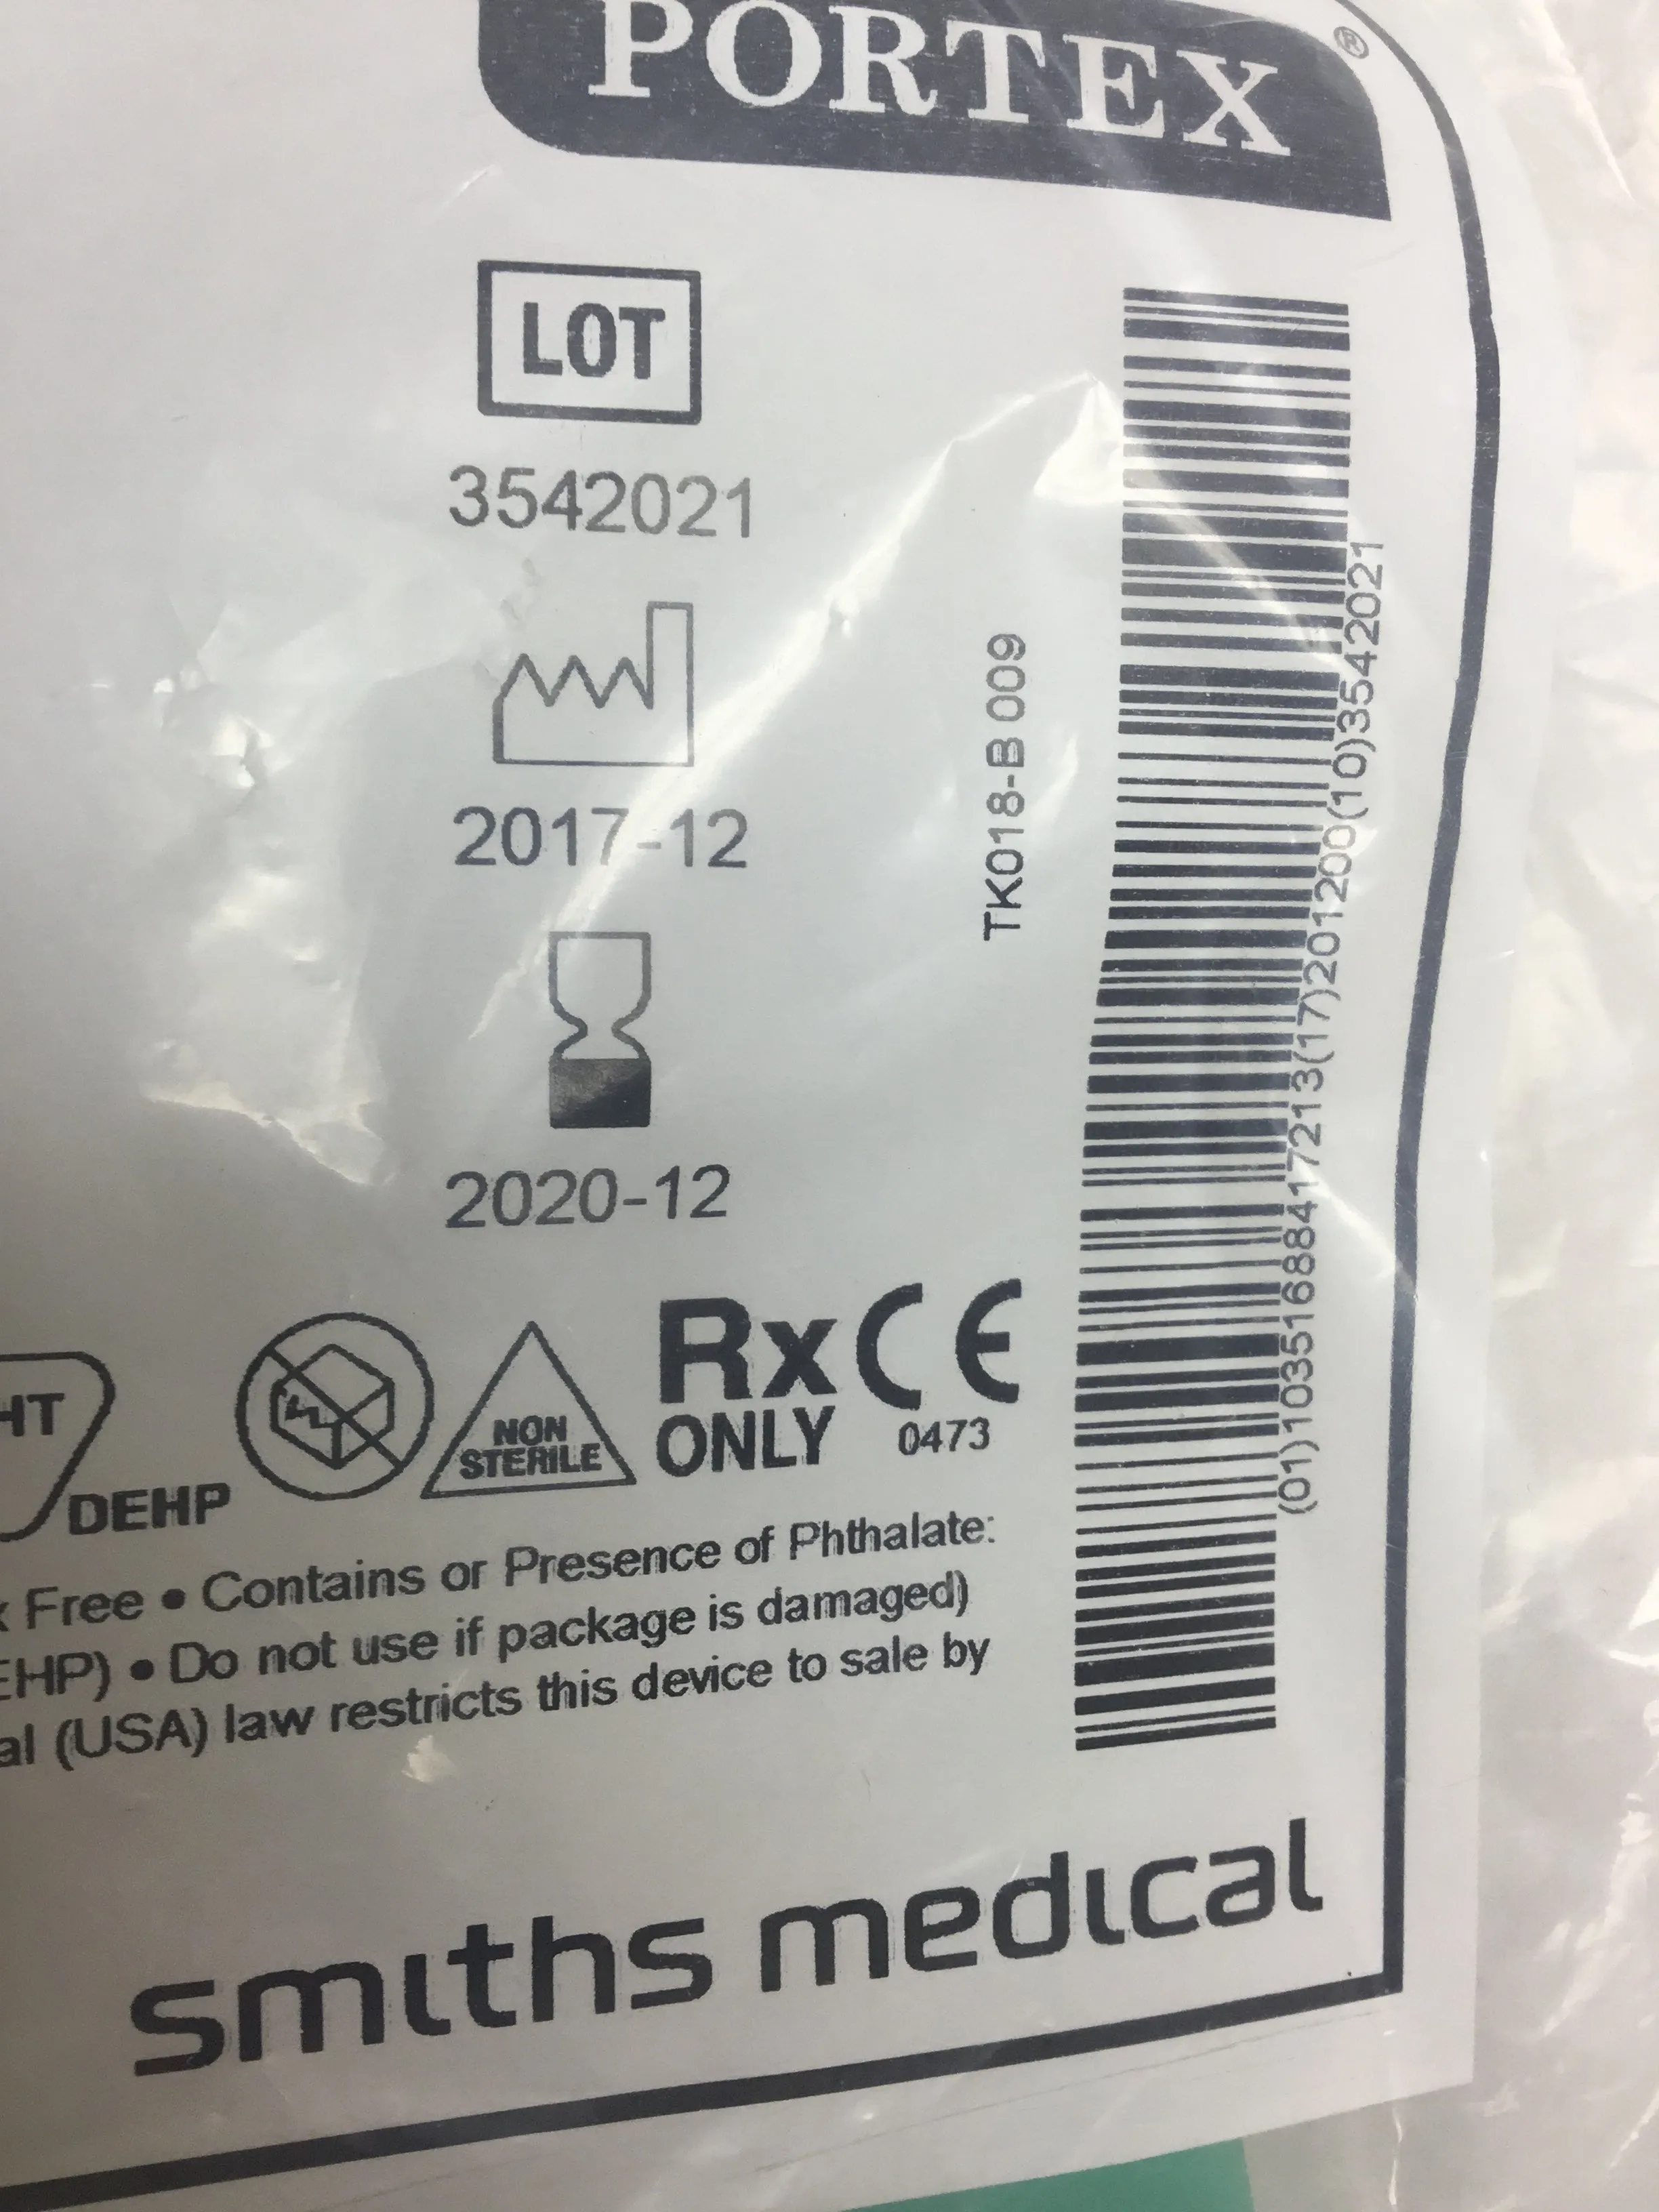 PORTEX®
LOT
3542021
2017-12
2020-12
TK018-B 009
(01)10351688417213(17)201200(10)3542021
HT
DEHP
NON
STERILE
Rx
ONLY
CE
0473
Free • Contains or Presence of Phthalate:
EHP) • Do not use if package is damaged)
al (USA) law restricts this device to sale by
smiths medical